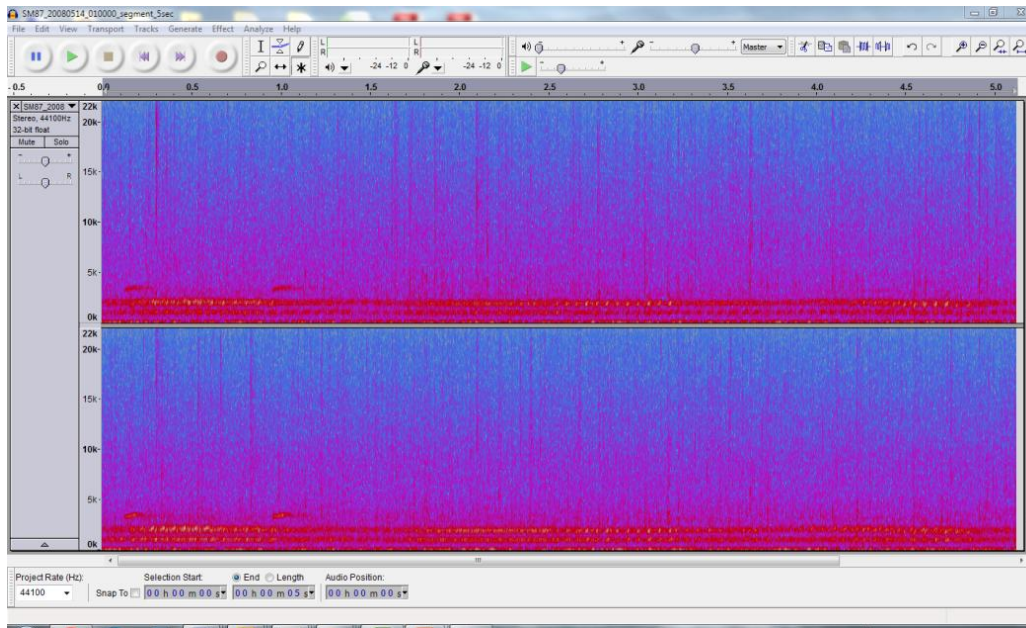 SM87_20080514_010000_segment_5sec
File Edit View Transport Tracks Generate Effect Analyze Help
L
R
-24 -12 0
L
R
-24 -12 0
Master
-0.5 0.0 0.5 1.0 1.5 2.0 2.5 3.0 3.5 4.0 4.5 5.0
SM87_2008
Stereo, 44100Hz
32-bit float
Mute Solo
- +
L R
22k
20k-
15k-
10k-
5k-
0k
22k
20k-
15k-
10k-
5k-
0k
Project Rate (Hz): Selection Start: End Length Audio Position:
44100 Snap To 00 h 00 m 00 s 00 h 00 m 05 s 00 h 00 m 00 s